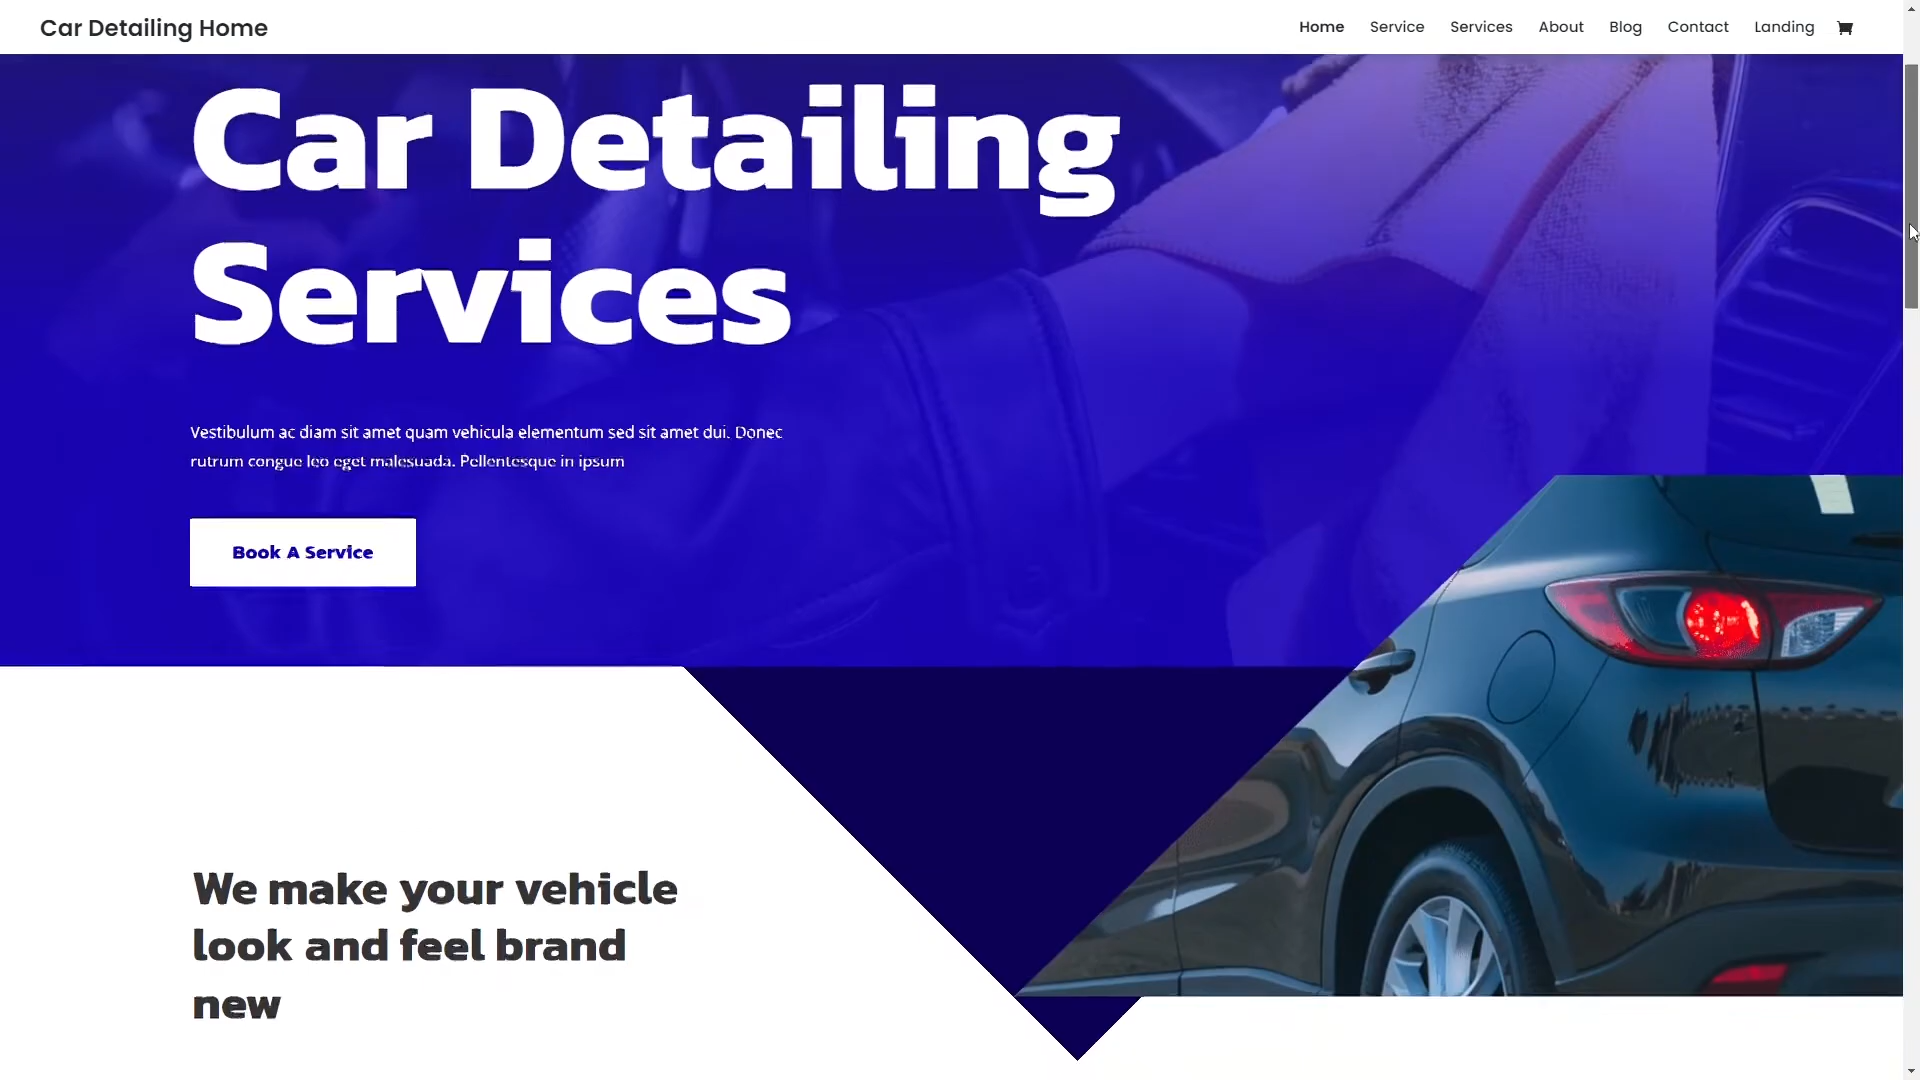 Car Detailing Home
Home Service Services About Blog Contact Landing
Car Detailing
Services
Vestibulum ac diam sit amet quam vehicula elementum sed sit amet dui. Donec
rutrum congue leo eget malesuada. Pellentesque in ipsum
Book A Service
We make your vehicle
look and feel brand
new